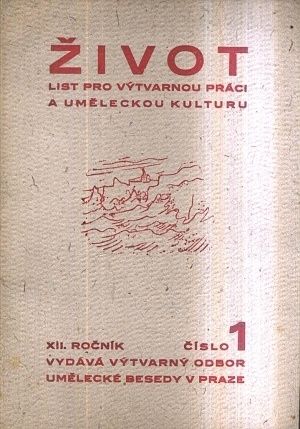 ŽIVOT
LIST PRO VÝTVARNOU PRÁCI
A UMĚLECKOU KULTURU
XII. ROČNÍK ČÍSLO 1
VYDÁVÁ VÝTVARNÝ ODBOR
UMĚLECKÉ BESEDY V PRAZE